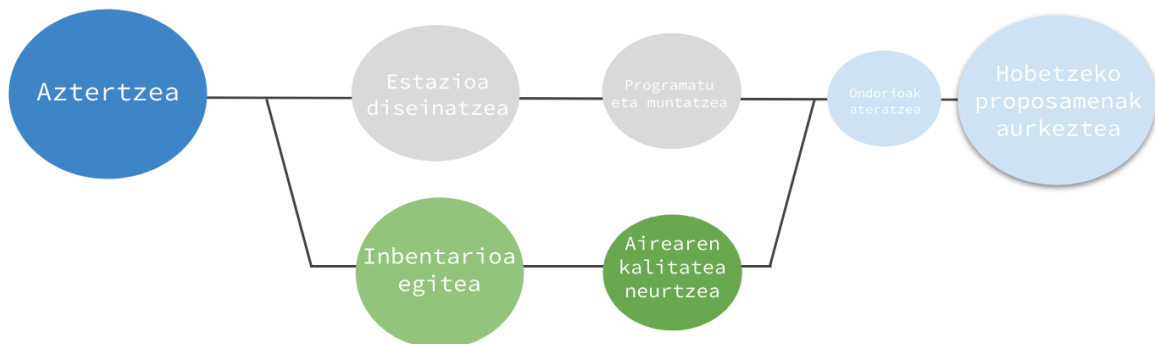 Aztertzea
Estazioa
diseinatzea
Programatu
eta muntatzea
Ondorioak
ateratzea
Hobetzeko
proposamenak
aurkeztea
Inbentarioa
egitea
Airearen
kalitatea
neurtzea